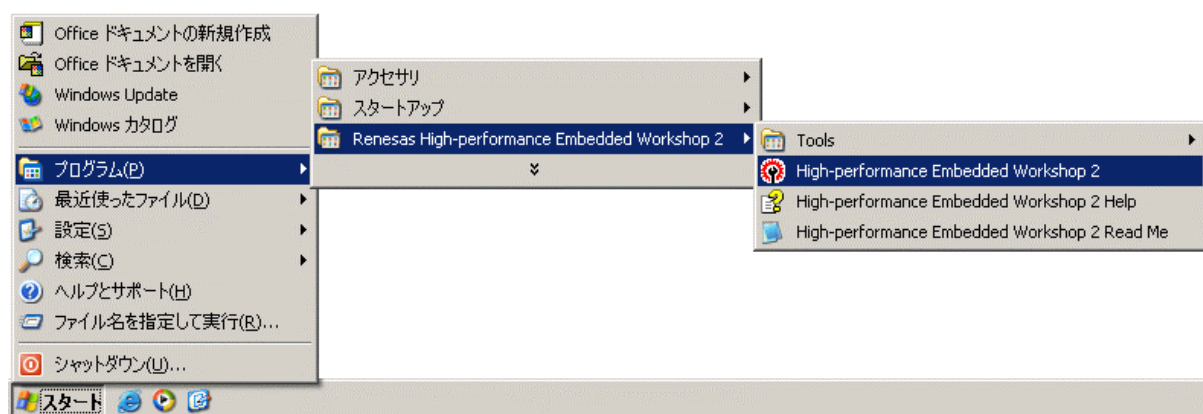 Office ドキュメントの新規作成
Office ドキュメントを開く
Windows Update
Windows カタログ
プログラム(P)
最近使ったファイル(D)
設定(S)
検索(C)
ヘルプとサポート(H)
ファイル名を指定して実行(R)...
シャットダウン(U)...
スタート
アクセサリ
スタートアップ
Renesas High-performance Embedded Workshop 2
Tools
High-performance Embedded Workshop 2
High-performance Embedded Workshop 2 Help
High-performance Embedded Workshop 2 Read Me